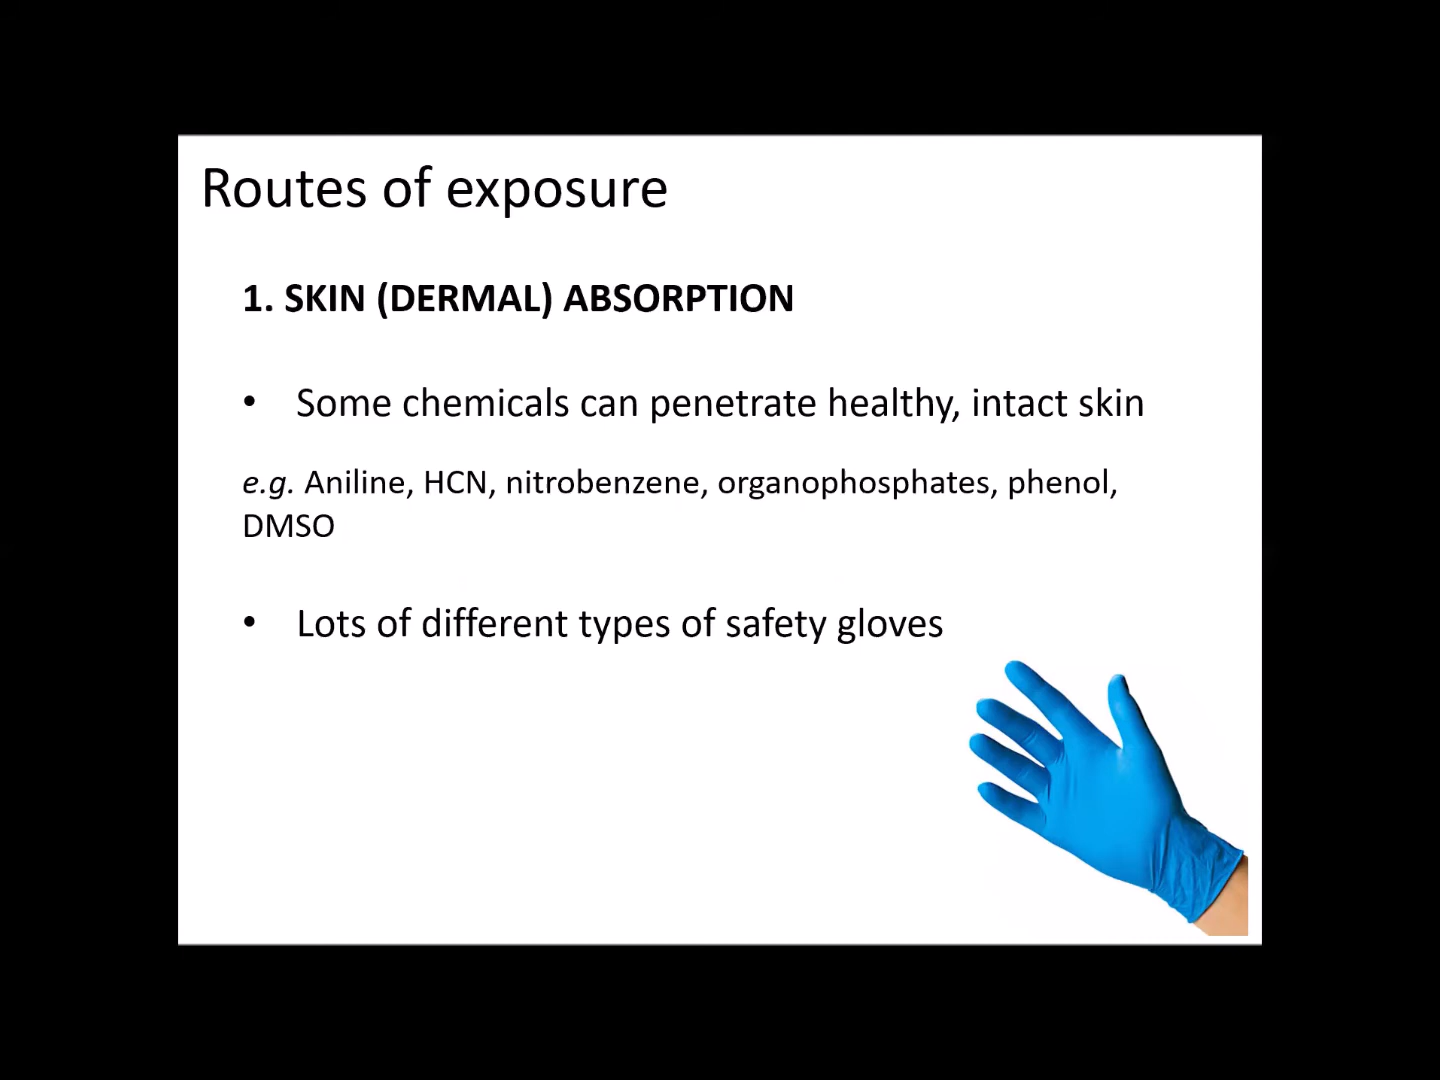 Routes of exposure
1. SKIN (DERMAL) ABSORPTION
• Some chemicals can penetrate healthy, intact skin
e.g. Aniline, HCN, nitrobenzene, organophosphates, phenol,
DMSO
• Lots of different types of safety gloves